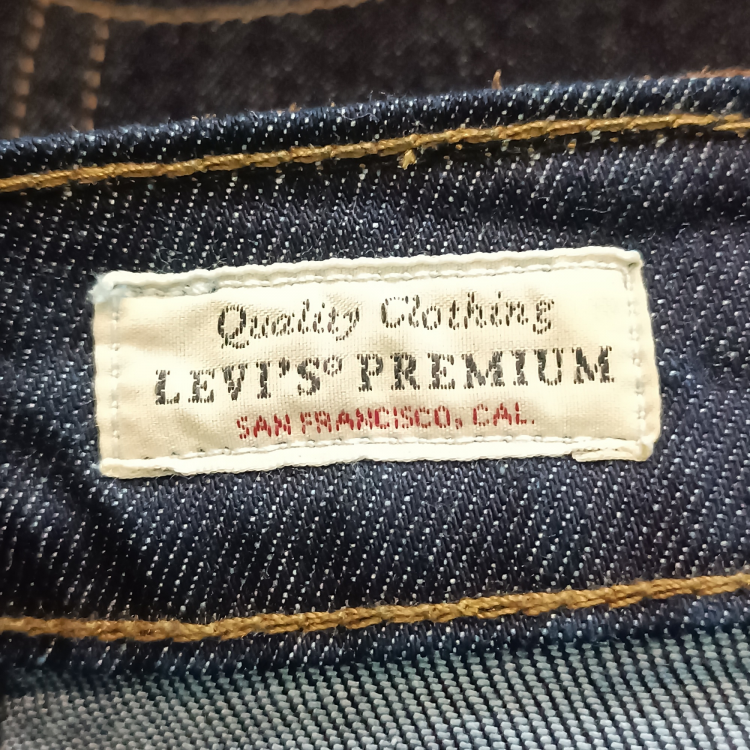 Quality Clothing
LEVI'S® PREMIUM
SAN FRANCISCO, CAL.